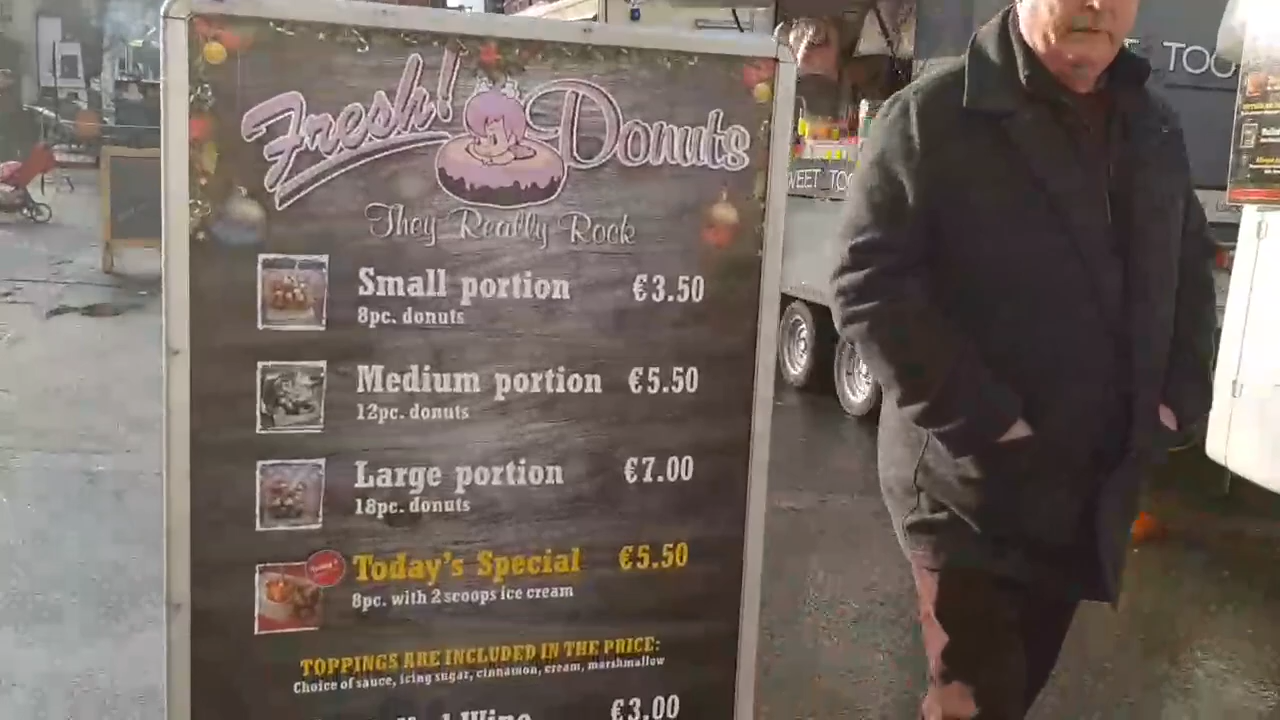 Fresh! Donuts
They Really Rock
Small portion €3.50
8pc. donuts
Medium portion €5.50
12pc. donuts
Large portion €7.00
18pc. donuts
Today's Special €5.50
8pc. with 2 scoops ice cream
TOPPINGS ARE INCLUDED IN THE PRICE:
Choice of sauce, icing sugar, cinnamon, cream, marshmallow
Wine €3.00
WEET TOO
T TOO